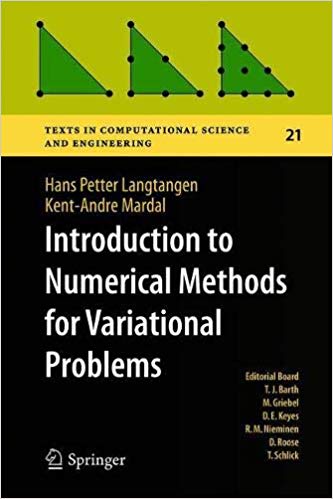 TEXTS IN COMPUTATIONAL SCIENCE
AND ENGINEERING
21
Hans Petter Langtangen
Kent-Andre Mardal
Introduction to
Numerical Methods
for Variational
Problems
Editorial Board
T. J. Barth
M. Griebel
D. E. Keyes
R. M. Nieminen
D. Roose
T. Schlick
Springer